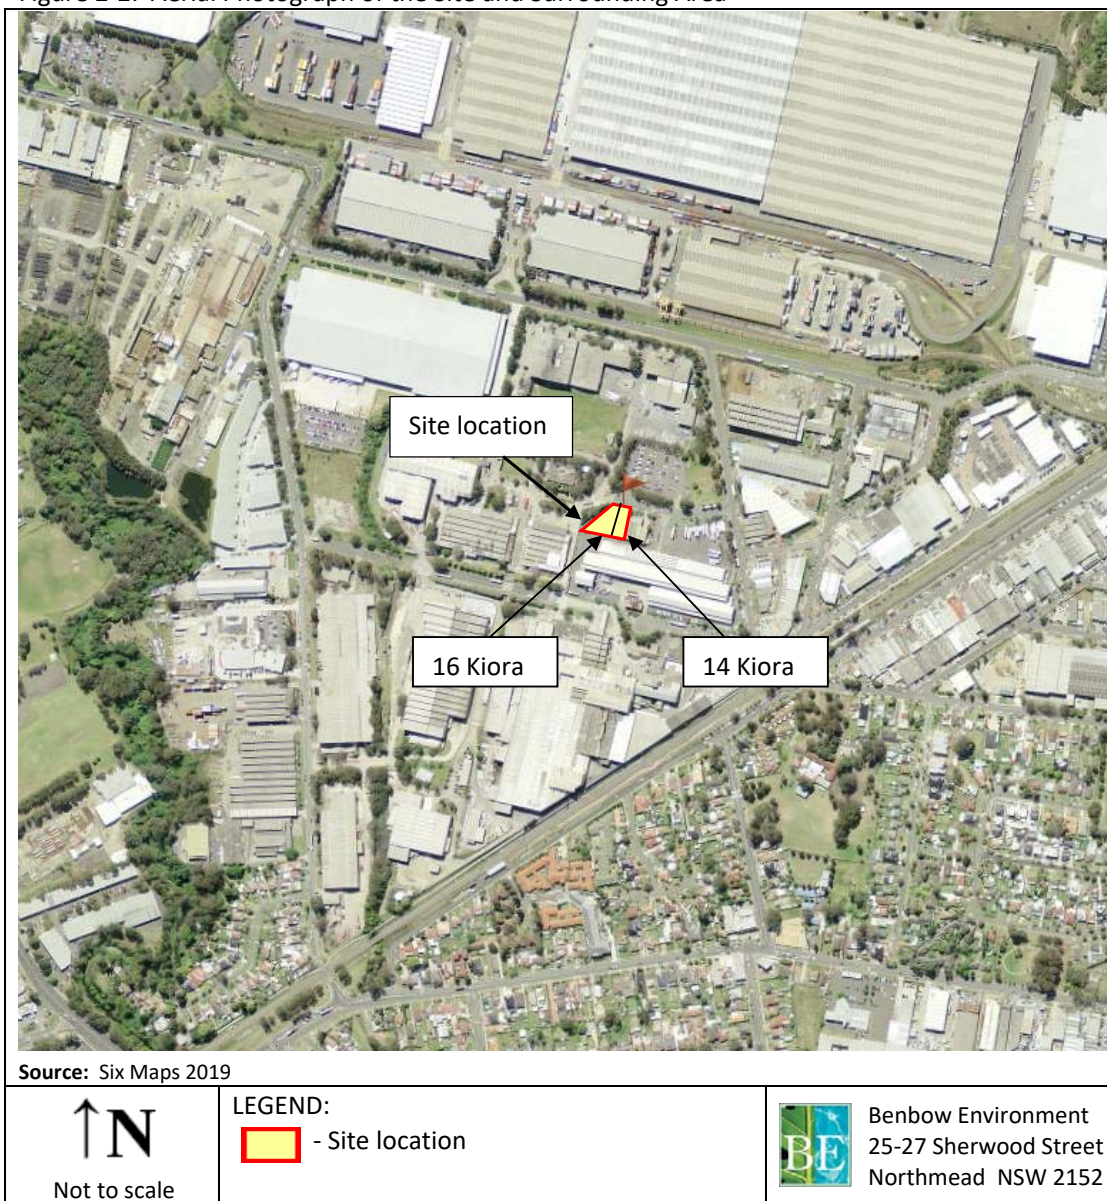 Site location
16 Kiora
14 Kiora
Source: Six Maps 2019
↑N
Not to scale
LEGEND:
- Site location
BE
Benbow Environment
25-27 Sherwood Street
Northmead NSW 2152